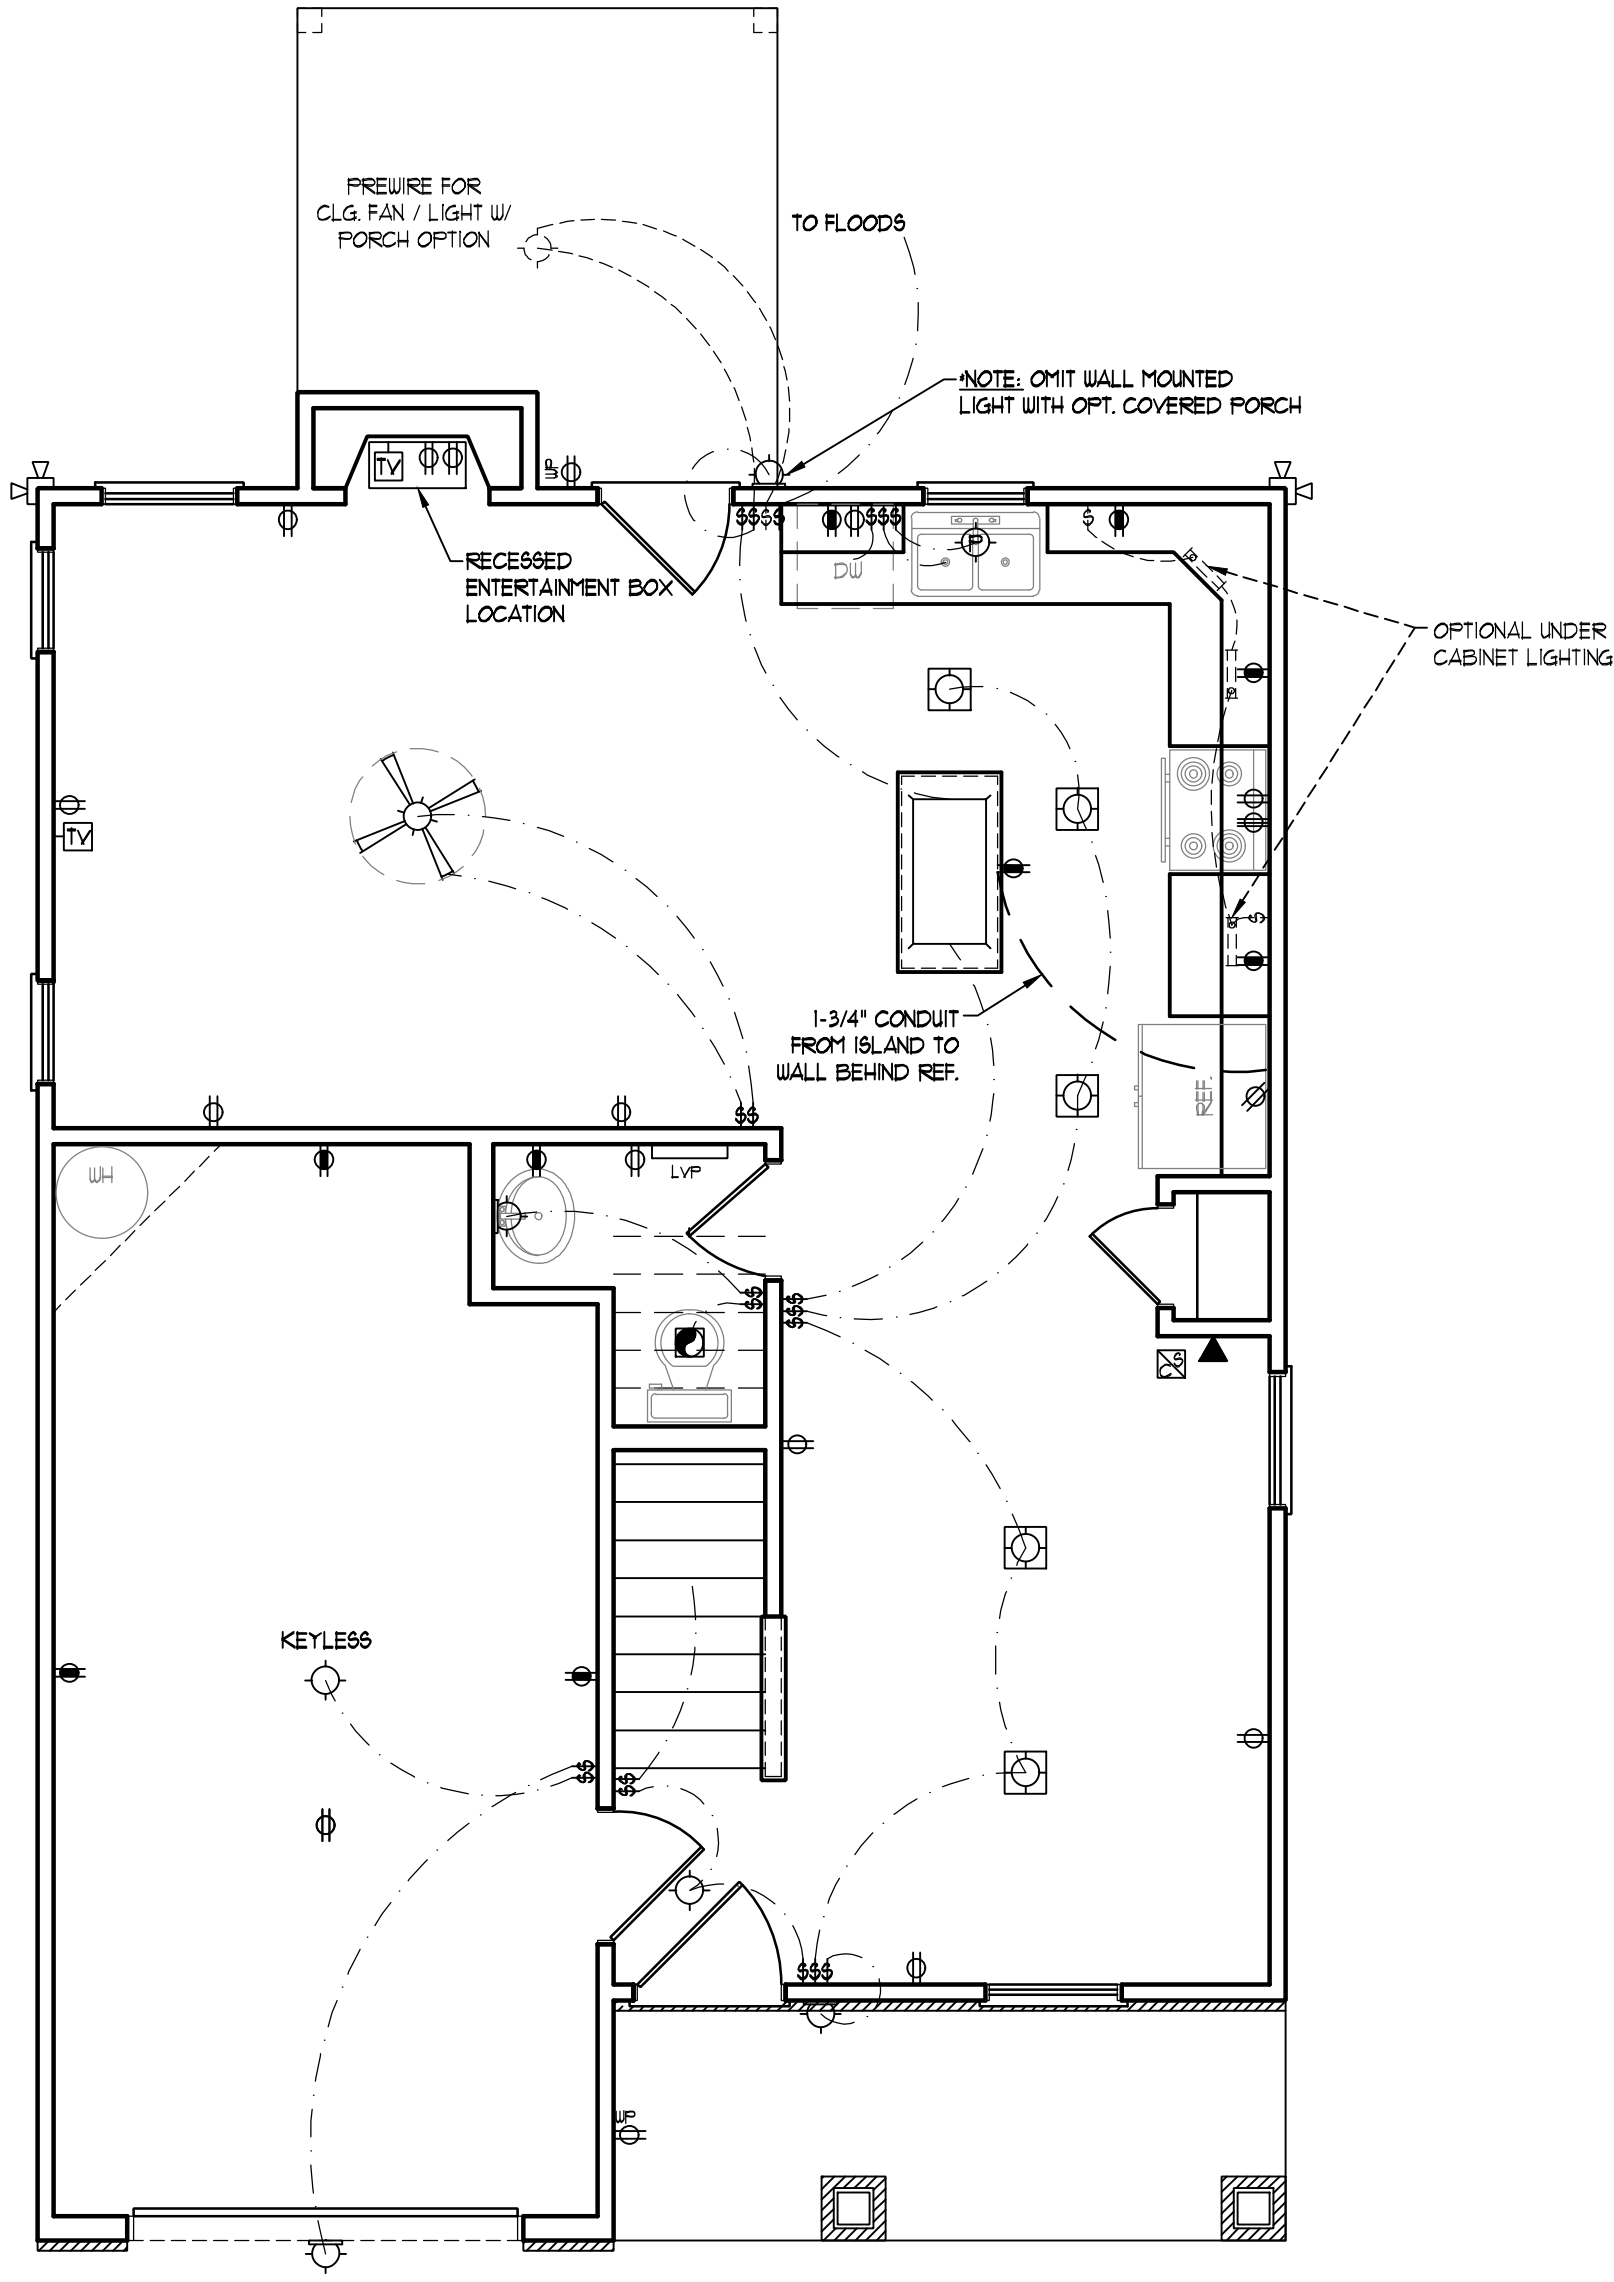 PREWIRE FOR
CLG. FAN / LIGHT W/
PORCH OPTION
TO FLOODS
*NOTE: OMIT WALL MOUNTED
LIGHT WITH OPT. COVERED PORCH
TV
WP
RECESSED
ENTERTAINMENT BOX
LOCATION
$$$$
$$$
$
P
DW
OPTIONAL UNDER
CABINET LIGHTING
TV
$
1-3/4" CONDUIT
FROM ISLAND TO
WALL BEHIND REF.
REF.
$$
WH
LVP
$$
$$$
CS
KEYLESS
$$
$$
$$$
WP